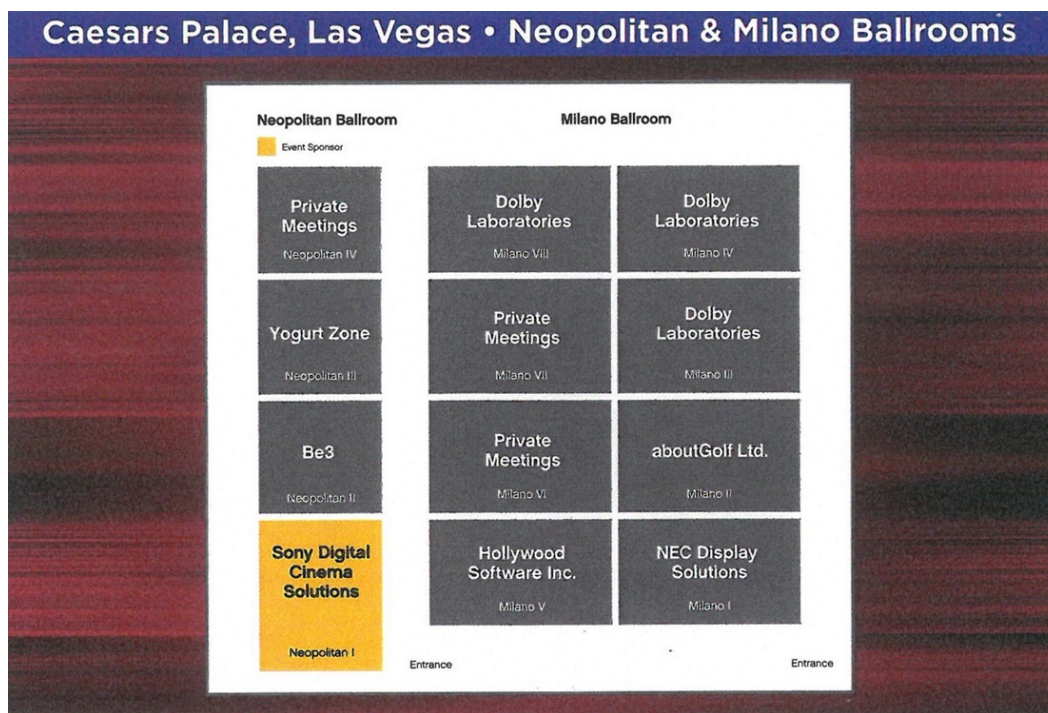 Caesars Palace, Las Vegas • Neopolitan & Milano Ballrooms
Neopolitan Ballroom
Event Sponsor
Milano Ballroom
Private
Meetings
Neopolitan IV
Dolby
Laboratories
Milano VIII
Dolby
Laboratories
Milano IV
Yogurt Zone
Neopolitan III
Private
Meetings
Milano VII
Dolby
Laboratories
Milano III
Be3
Neopolitan II
Private
Meetings
Milano VI
aboutGolf Ltd.
Milano II
Sony Digital
Cinema
Solutions
Neopolitan I
Hollywood
Software Inc.
Milano V
NEC Display
Solutions
Milano I
Entrance
Entrance